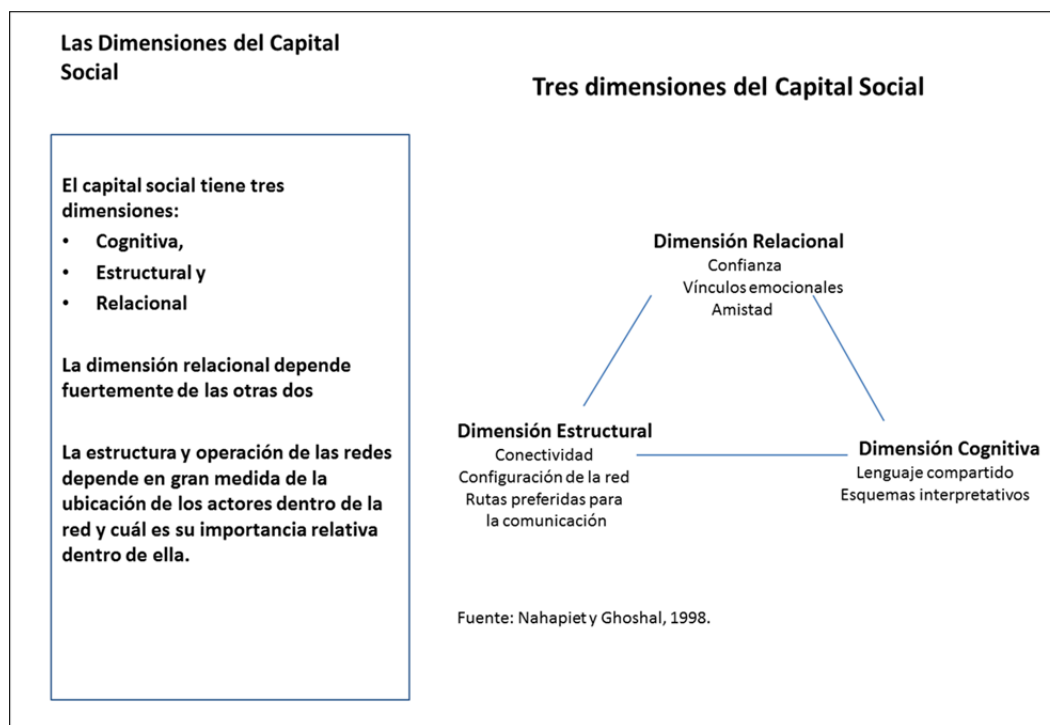 Las Dimensiones del Capital
Social
El capital social tiene tres
dimensiones:
• Cognitiva,
• Estructural y
• Relacional
La dimensión relacional depende
fuertemente de las otras dos
La estructura y operación de las redes
depende en gran medida de la
ubicación de los actores dentro de la
red y cuál es su importancia relativa
dentro de ella.
Tres dimensiones del Capital Social
Dimensión Relacional
Confianza
Vínculos emocionales
Amistad
Dimensión Estructural
Conectividad
Configuración de la red
Rutas preferidas para
la comunicación
Dimensión Cognitiva
Lenguaje compartido
Esquemas interpretativos
Fuente: Nahapiet y Ghoshal, 1998.